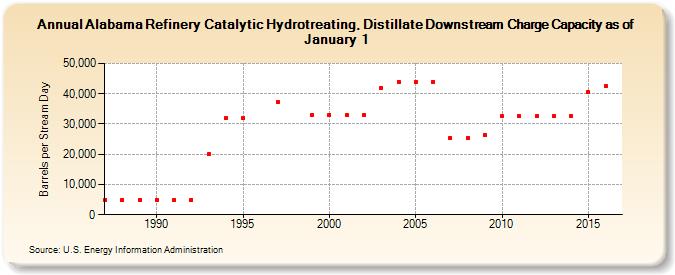 Annual Alabama Refinery Catalytic Hydrotreating, Distillate Downstream Charge Capacity as of
January 1
Barrels per Stream Day
50,000
40,000
30,000
20,000
10,000
0
1990 1995 2000 2005 2010 2015
Source: U.S. Energy Information Administration